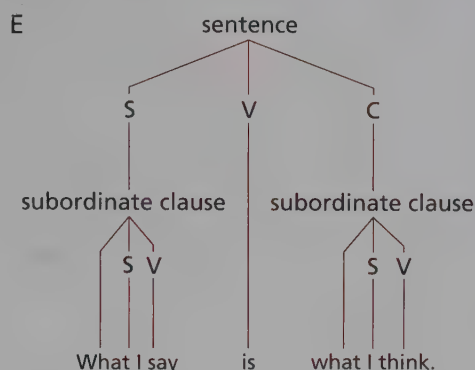 E
sentence
S V C
subordinate clause subordinate clause
S V S V
What I say is what I think.